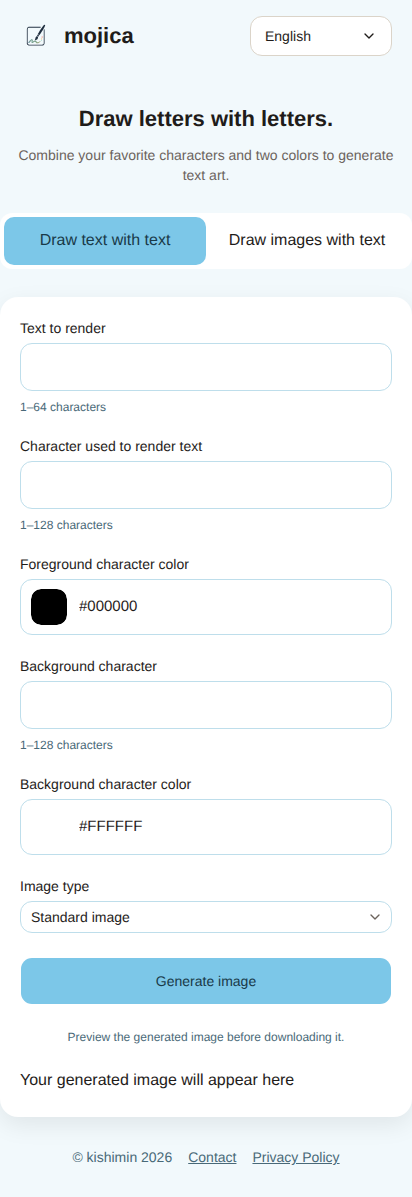 mojica
English
Draw letters with letters.
Combine your favorite characters and two colors to generate
text art.
Draw text with text
Draw images with text
Text to render
1–64 characters
Character used to render text
1–128 characters
Foreground character color
#000000
Background character
1–128 characters
Background character color
#FFFFFF
Image type
Standard image
Generate image
Preview the generated image before downloading it.
Your generated image will appear here
© kishimin 2026 Contact Privacy Policy